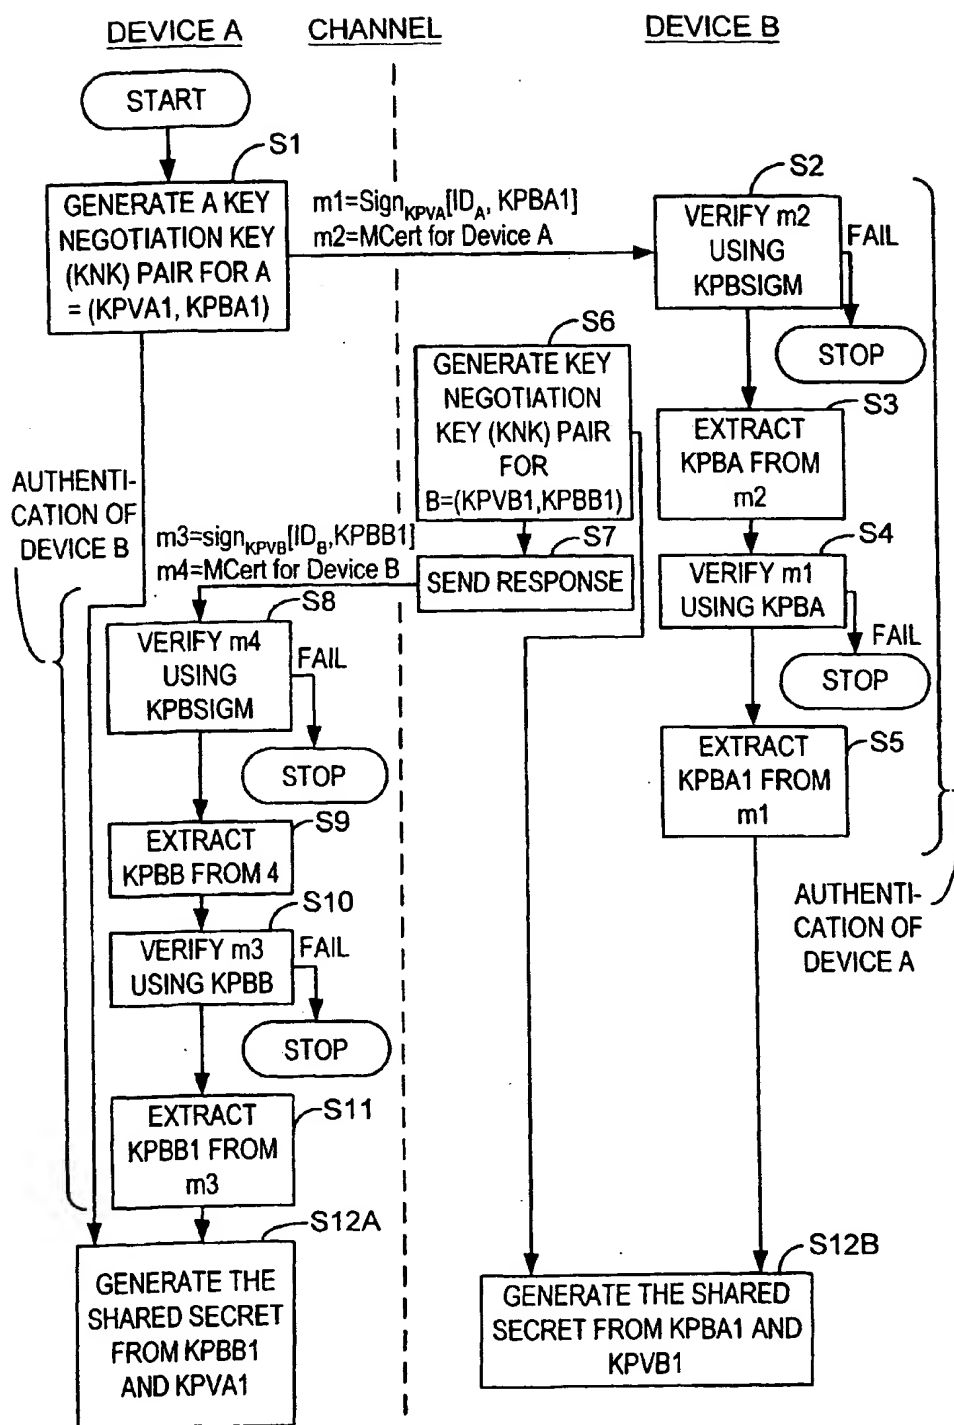 DEVICE A
CHANNEL
DEVICE B
START
S1
GENERATE A KEY
NEGOTIATION KEY
(KNK) PAIR FOR A
= (KPVA1, KPBA1)
m1=Sign_KPVA[ID_A, KPBA1]
m2=MCert for Device A
S2
VERIFY m2
USING
KPBSIGM
FAIL
STOP
S6
GENERATE KEY
NEGOTIATION
KEY (KNK) PAIR
FOR
B=(KPVB1,KPBB1)
S3
EXTRACT
KPBA FROM
m2
AUTHENTI-
CATION OF
DEVICE B
m3=sign_KPVB[ID_B,KPBB1]
m4=MCert for Device B
S7
SEND RESPONSE
S4
VERIFY m1
USING KPBA
FAIL
STOP
S8
VERIFY m4
USING
KPBSIGM
FAIL
STOP
S5
EXTRACT
KPBA1 FROM
m1
S9
EXTRACT
KPBB FROM 4
S10
VERIFY m3
USING KPBB
FAIL
STOP
AUTHENTI-
CATION OF
DEVICE A
S11
EXTRACT
KPBB1 FROM
m3
S12A
GENERATE THE
SHARED SECRET
FROM KPBB1
AND KPVA1
S12B
GENERATE THE SHARED
SECRET FROM KPBA1 AND
KPVB1